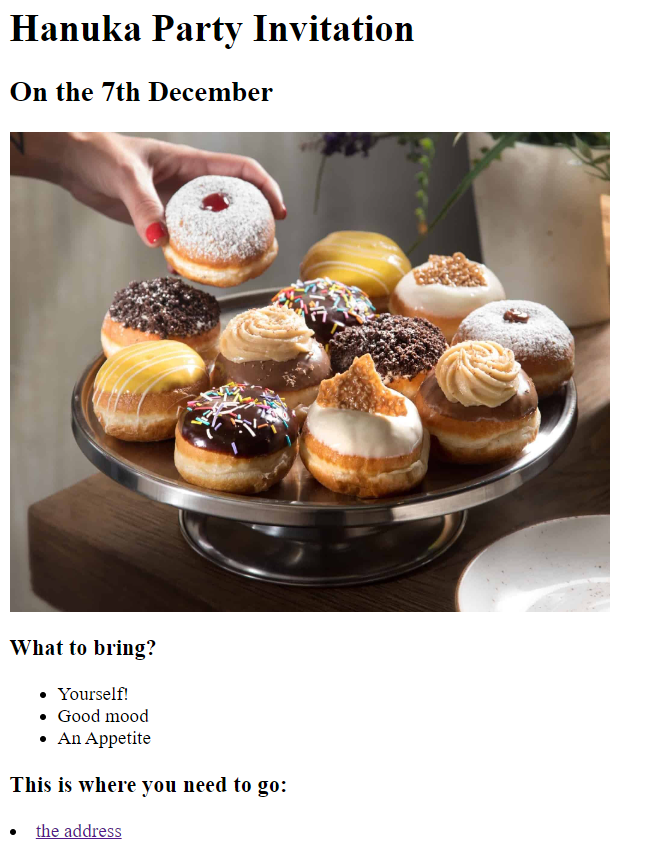 Hanuka Party Invitation
On the 7th December
What to bring?
Yourself!
Good mood
An Appetite
This is where you need to go:
the address